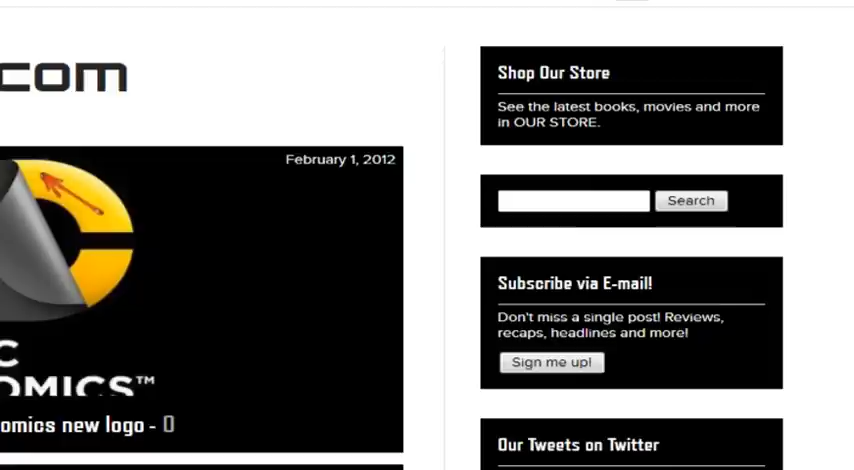 .com
February 1, 2012
C
OMICS™
omics new logo - 0
Shop Our Store
See the latest books, movies and more
in OUR STORE.
Search
Subscribe via E-mail!
Don't miss a single post! Reviews,
recaps, headlines and more!
Sign me up!
Our Tweets on Twitter